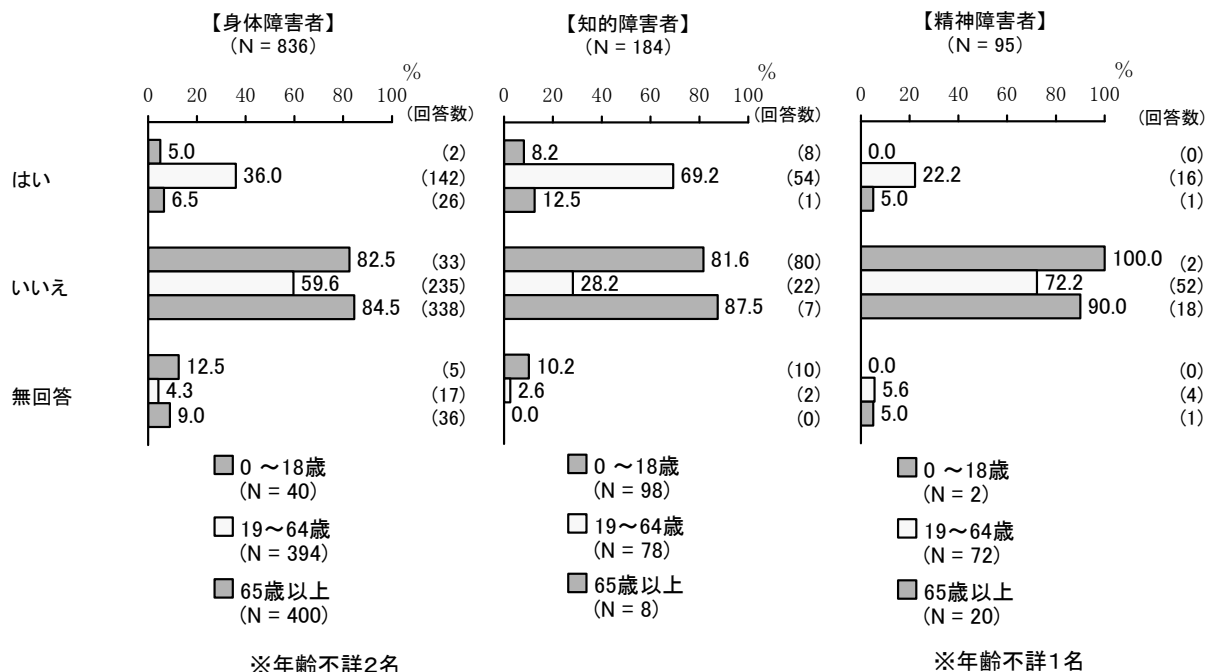 【身体障害者】
(N = 836)
【知的障害者】
(N = 184)
【精神障害者】
(N = 95)
%
0 20 40 60 80 100
(回答数)
%
0 20 40 60 80 100
(回答数)
%
0 20 40 60 80 100
(回答数)
はい
5.0 (2)
36.0 (142)
6.5 (26)
8.2 (8)
69.2 (54)
12.5 (1)
0.0 (0)
22.2 (16)
5.0 (1)
いいえ
82.5 (33)
59.6 (235)
84.5 (338)
81.6 (80)
28.2 (22)
87.5 (7)
100.0 (2)
72.2 (52)
90.0 (18)
無回答
12.5 (5)
4.3 (17)
9.0 (36)
10.2 (10)
2.6 (2)
0.0 (0)
0.0 (0)
5.6 (4)
5.0 (1)
0 ～18歳
(N = 40)
19～64歳
(N = 394)
65歳以上
(N = 400)
※年齢不詳2名
0 ～18歳
(N = 98)
19～64歳
(N = 78)
65歳以上
(N = 8)
0 ～18歳
(N = 2)
19～64歳
(N = 72)
65歳以上
(N = 20)
※年齢不詳1名